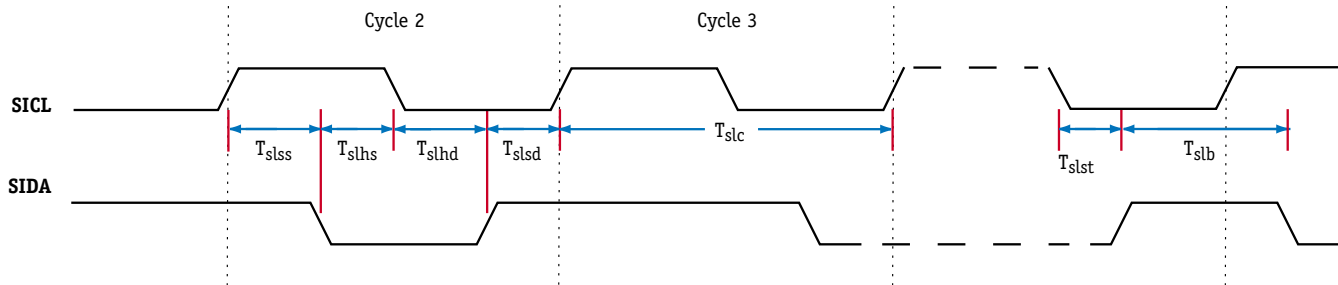 Cycle 2
Cycle 3
SICL
Tslss
Tslhs
Tslhd
Tslsd
Tslc
Tslst
Tslb
SIDA